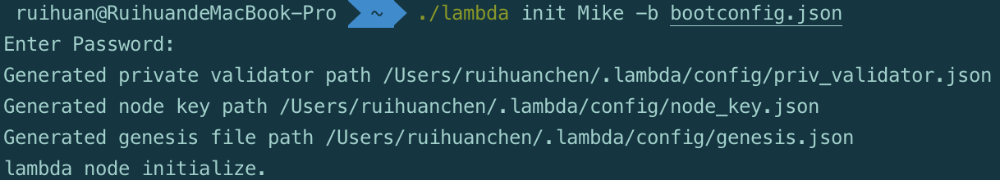 ruihuan@RuihuandeMacBook-Pro ~ ./lambda init Mike -b bootconfig.json
Enter Password:
Generated private validator path /Users/ruihuanchen/.lambda/config/priv_validator.json
Generated node key path /Users/ruihuanchen/.lambda/config/node_key.json
Generated genesis file path /Users/ruihuanchen/.lambda/config/genesis.json
lambda node initialize.